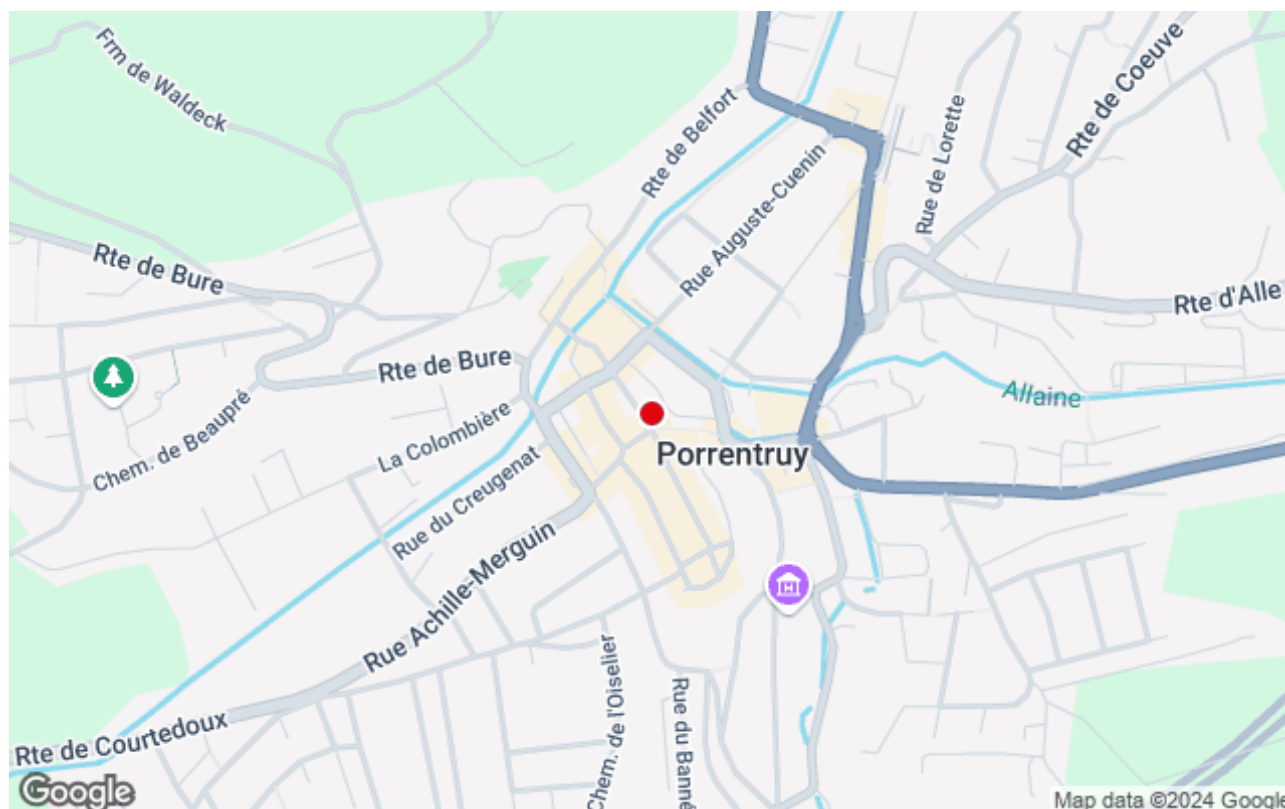 Frm de Waldeck
Rte de Belfort
Rte de Coeuve
Rue de Lorette
Rue Auguste-Cuenin
Rte de Bure
Rte d'Alle
Rte de Bure
Allaine
Chem. de Beaupré
La Colombière
Porrentruy
Rue du Creugenat
H
Rue Achille-Merguin
Chem. de l'Oiselier
Rue du Banné
Rte de Courtedoux
Google
Map data ©2024 Google